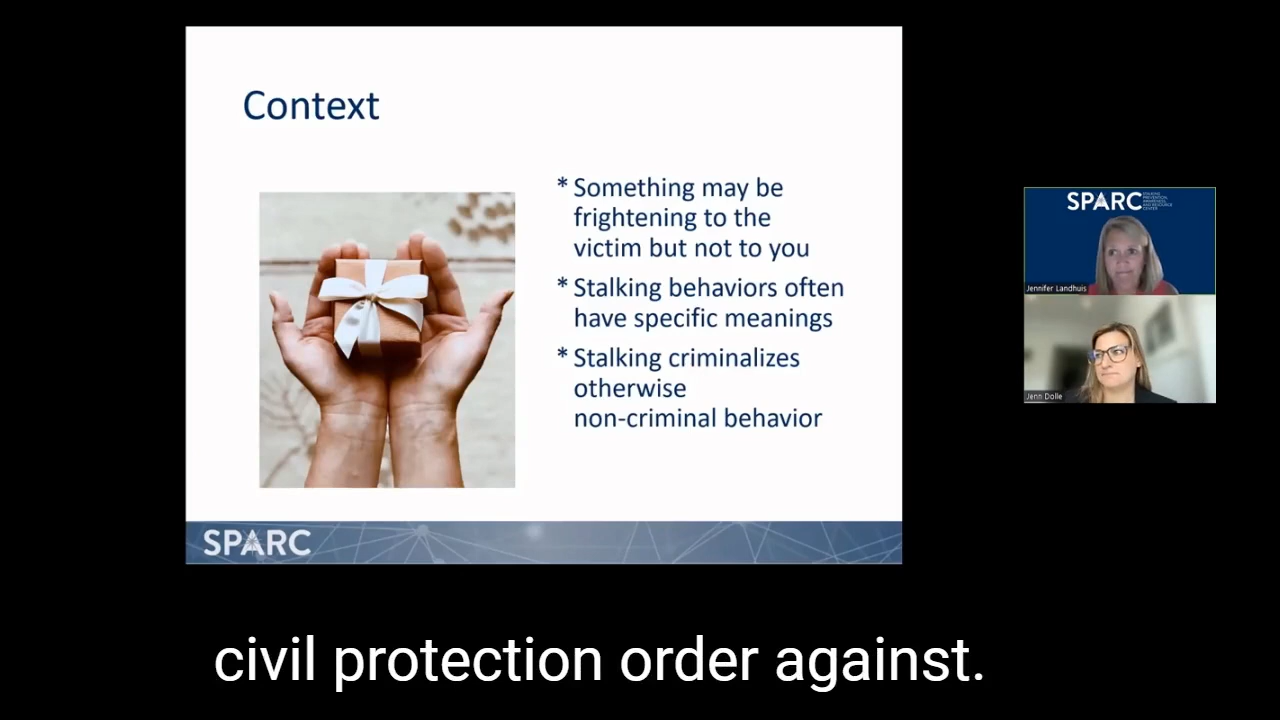 Context
* Something may be
frightening to the
victim but not to you
* Stalking behaviors often
have specific meanings
* Stalking criminalizes
otherwise
non-criminal behavior
SPARC
SPARC
Jennifer Landhuis
Jenn Dolle
civil protection order against.